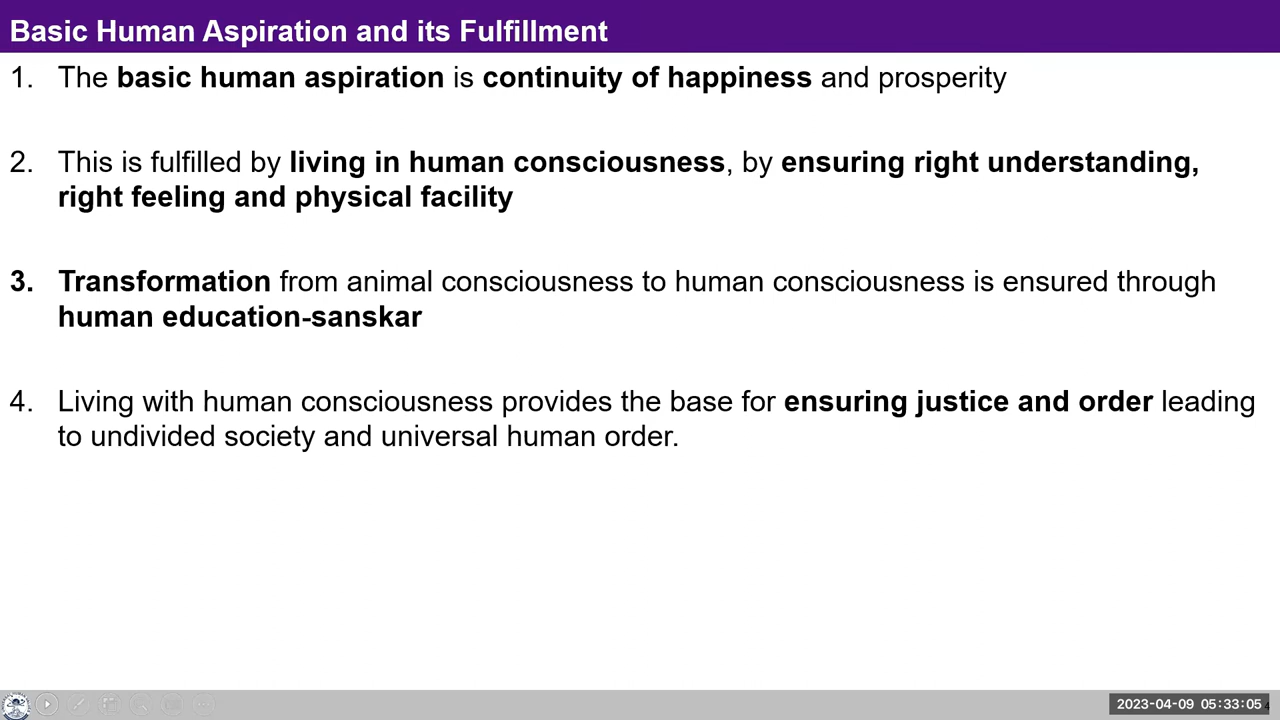 Basic Human Aspiration and its Fulfillment
1. The basic human aspiration is continuity of happiness and prosperity
2. This is fulfilled by living in human consciousness, by ensuring right understanding,
right feeling and physical facility
3. Transformation from animal consciousness to human consciousness is ensured through
human education-sanskar
4. Living with human consciousness provides the base for ensuring justice and order leading
to undivided society and universal human order.
2023-04-09 05:33:05
4